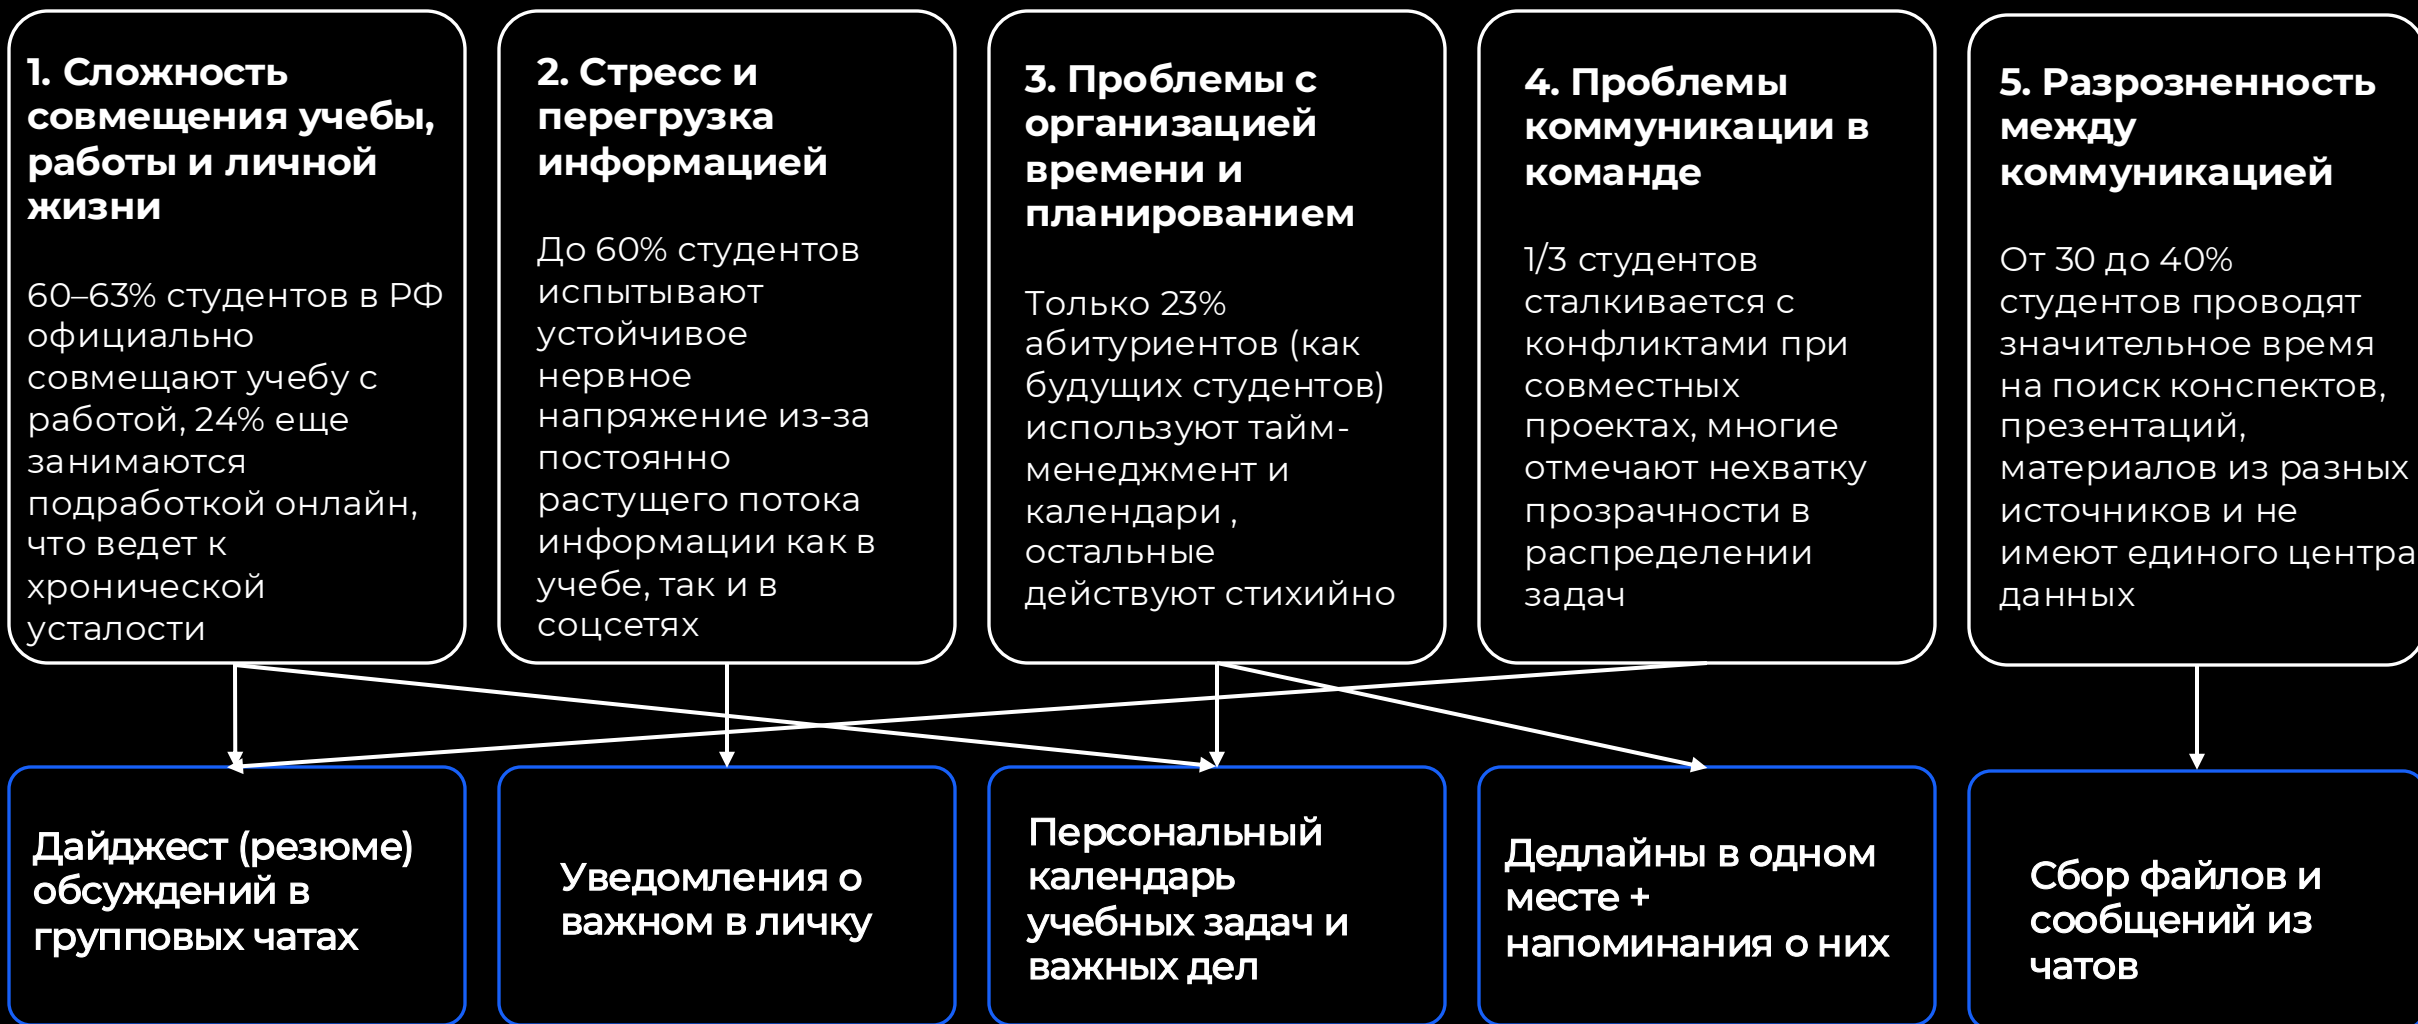 1. Сложность
совмещения учебы,
работы и личной
жизни
60–63% студентов в РФ
официально
совмещают учебу с
работой, 24% еще
занимаются
подработкой онлайн,
что ведет к
хронической
усталости
2. Стресс и
перегрузка
информацией
До 60% студентов
испытывают
устойчивое
нервное
напряжение из-за
постоянно
растущего потока
информации как в
учебе, так и в
соцсетях
3. Проблемы с
организацией
времени и
планированием
Только 23%
абитуриентов (как
будущих студентов)
используют тайм-
менеджмент и
календари ,
остальные
действуют стихийно
4. Проблемы
коммуникации в
команде
1/3 студентов
сталкивается с
конфликтами при
совместных
проектах, многие
отмечают нехватку
прозрачности в
распределении
задач
5. Разрозненность
между
коммуникацией
От 30 до 40%
студентов проводят
значительное время
на поиск конспектов,
презентаций,
материалов из разных
источников и не
имеют единого центра
данных
Дайджест (резюме)
обсуждений в
групповых чатах
Уведомления о
важном в личку
Персональный
календарь
учебных задач и
важных дел
Дедлайны в одном
месте +
напоминания о них
Сбор файлов и
сообщений из
чатов